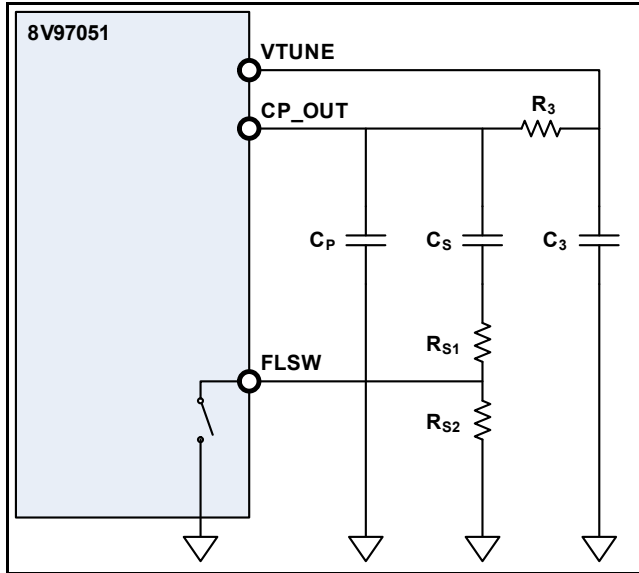 8V97051
VTUNE
CP_OUT
R3
CP
CS
C3
RS1
FLSW
RS2